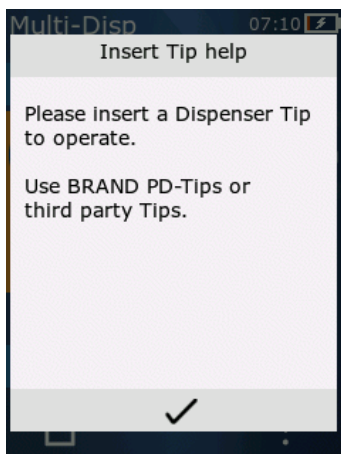 Multi-Disp 07:10
Insert Tip help
Please insert a Dispenser Tip
to operate.
Use BRAND PD-Tips or
third party Tips.